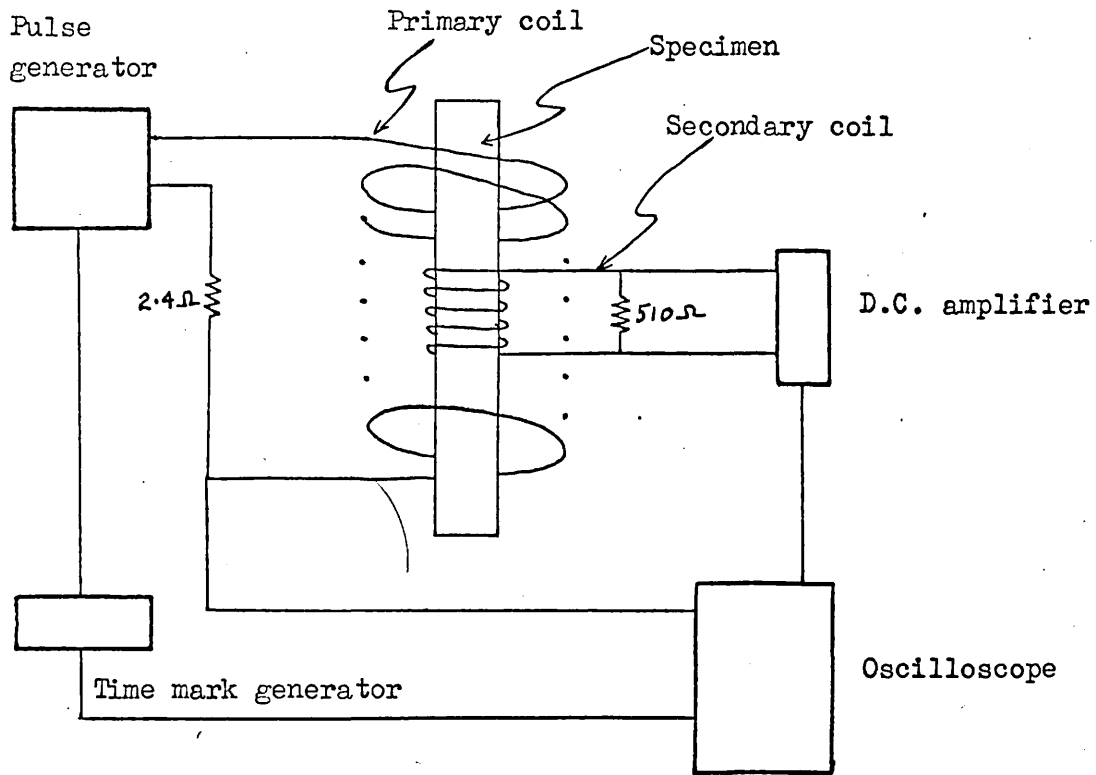 Pulse
generator
Primary coil
Specimen
Secondary coil
2.4Ω
510Ω
D.C. amplifier
Time mark generator
Oscilloscope